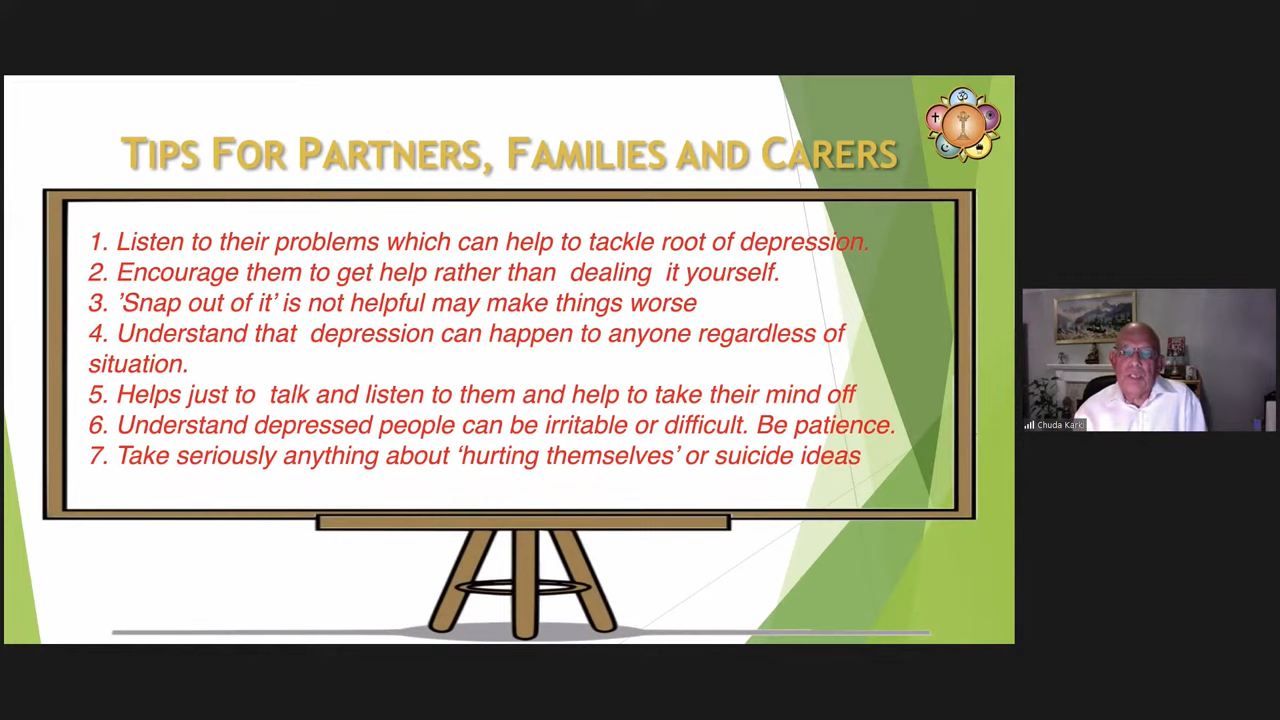 TIPS FOR PARTNERS, FAMILIES AND CARERS
1. Listen to their problems which can help to tackle root of depression.
2. Encourage them to get help rather than dealing it yourself.
3. ’Snap out of it’ is not helpful may make things worse
4. Understand that depression can happen to anyone regardless of
situation.
5. Helps just to talk and listen to them and help to take their mind off
6. Understand depressed people can be irritable or difficult. Be patience.
7. Take seriously anything about ‘hurting themselves’ or suicide ideas
Chuda Karki